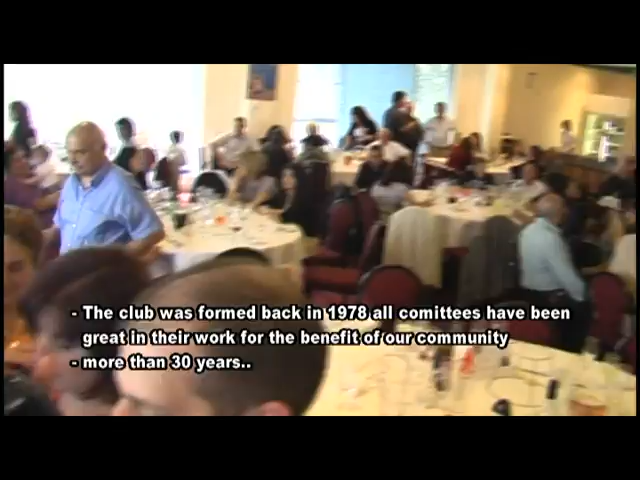 - The club was formed back in 1978 all comittees have been
great in their work for the benefit of our community
- more than 30 years..